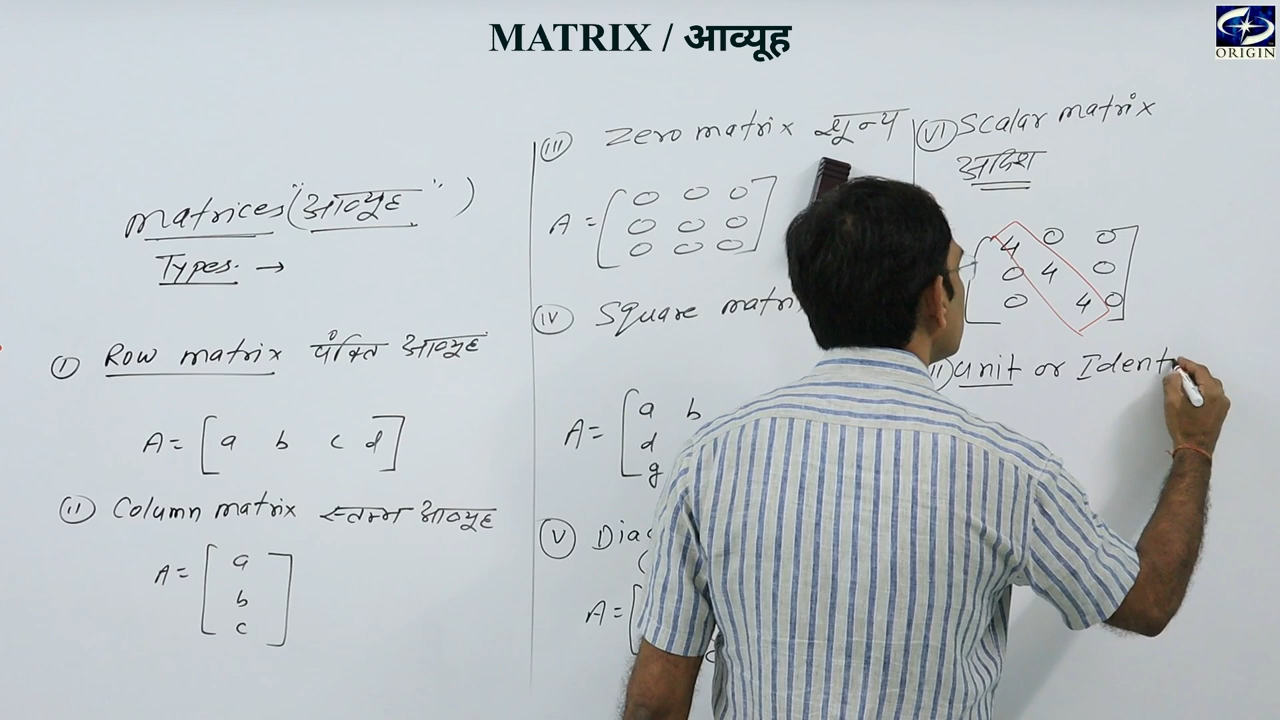 MATRIX / आव्यूह
ORIGIN
Matrices ("आव्यूह")
Types. →
(I) Row matrix पंक्ति आव्यूह
A = [ a b c d ]
(II) Column matrix स्तम्भ आव्यूह
A = [ a
b
c ]
(III) Zero matrix शून्य
A = [ 0 0 0
0 0 0
0 0 0 ]
(IV) Square matri
A = [ a b
d
g
(V) Dia
A = [
(VI) Scalar matrix
अदिश
[ 4 0 0
0 4 0
0 4 0 ]
unit or Ident